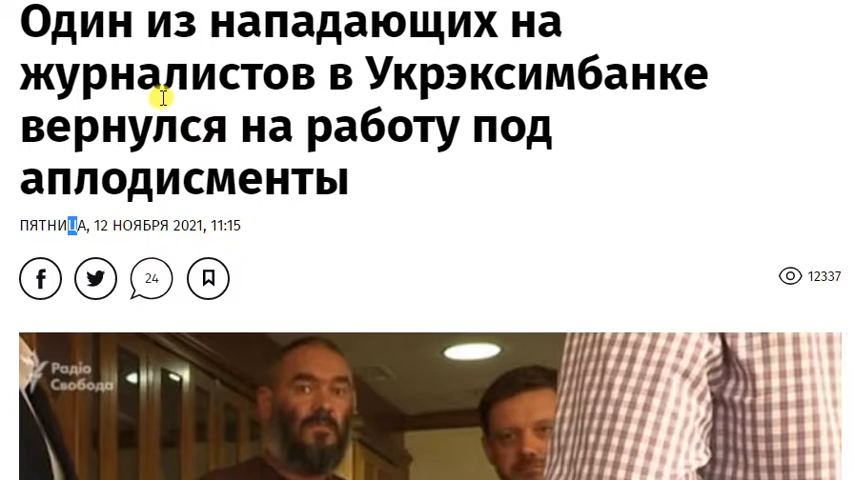 Один из нападающих на
журналистов в Укрэксимбанке
вернулся на работу под
аплодисменты
ПЯТНИЦА, 12 НОЯБРЯ 2021, 11:15
24
12337
Радіо
Свобода